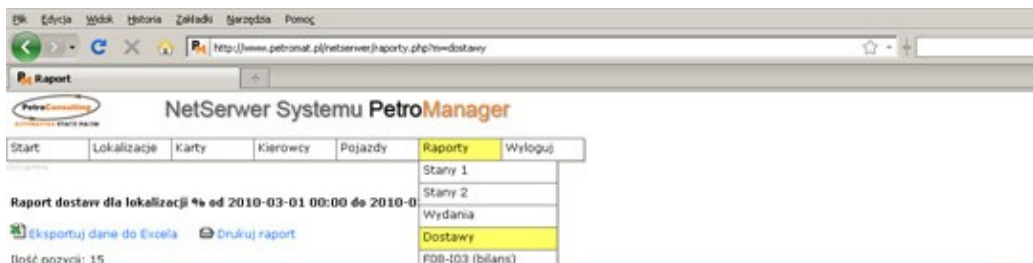 Plik Edycja Widok Historia Zakładki Narzędzia Pomoc
http://www.petromat.pl/netserwer/raporty.php?m=dostawy
Raport
PetroConsulting
NetSerwer Systemu PetroManager
Start Lokalizacje Karty Kierowcy Pojazdy Raporty Wyloguj
Stany 1
Stany 2
Raport dostaw dla lokalizacji % od 2010-03-01 00:00 do 2010-0
Wydania
Eksportuj dane do Excela Drukuj raport
Dostawy
Ilość pozycji: 15
F08-I03 (bilans)